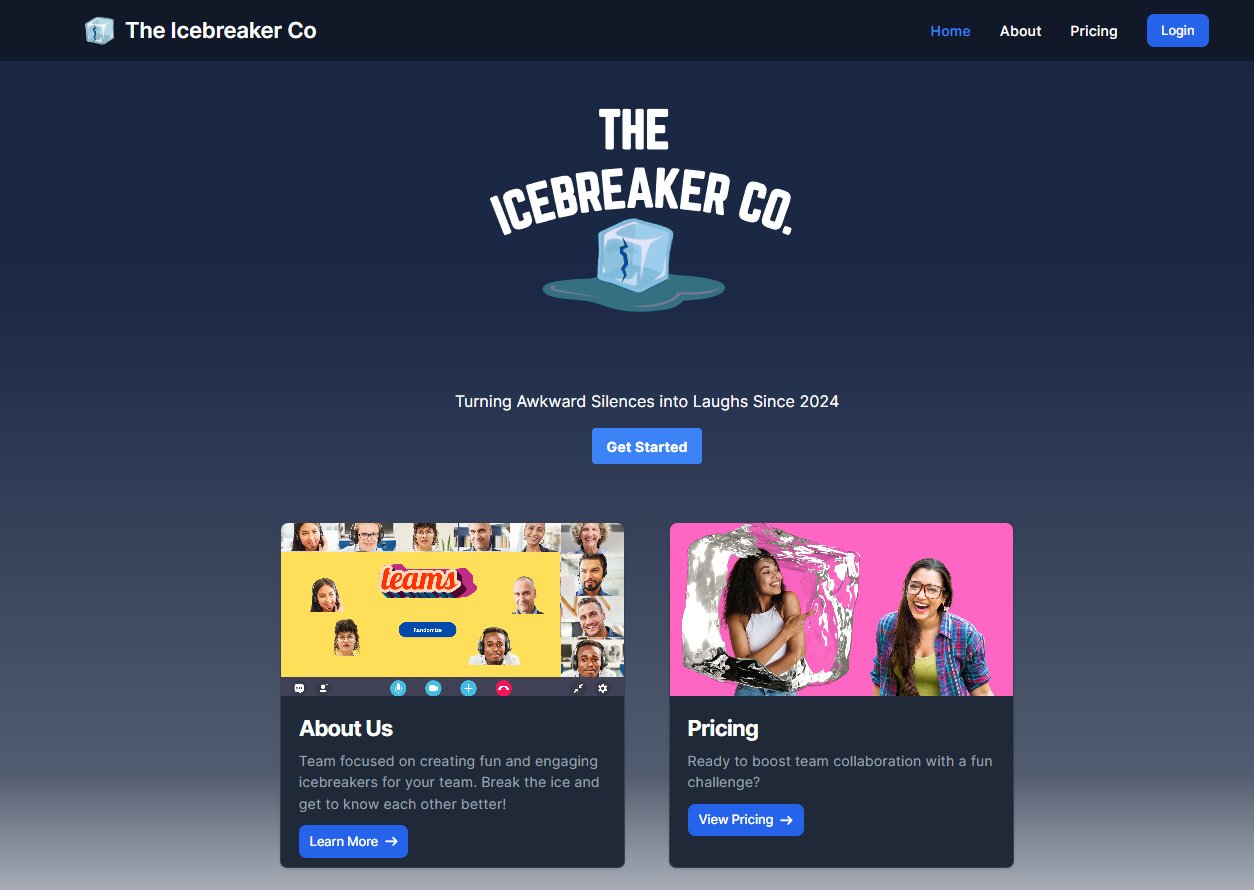 The Icebreaker Co
Home
About
Pricing
Login
THE
ICEBREAKER CO.
Turning Awkward Silences into Laughs Since 2024
Get Started
teams
Randomize
About Us
Team focused on creating fun and engaging
icebreakers for your team. Break the ice and
get to know each other better!
Learn More →
Pricing
Ready to boost team collaboration with a fun
challenge?
View Pricing →